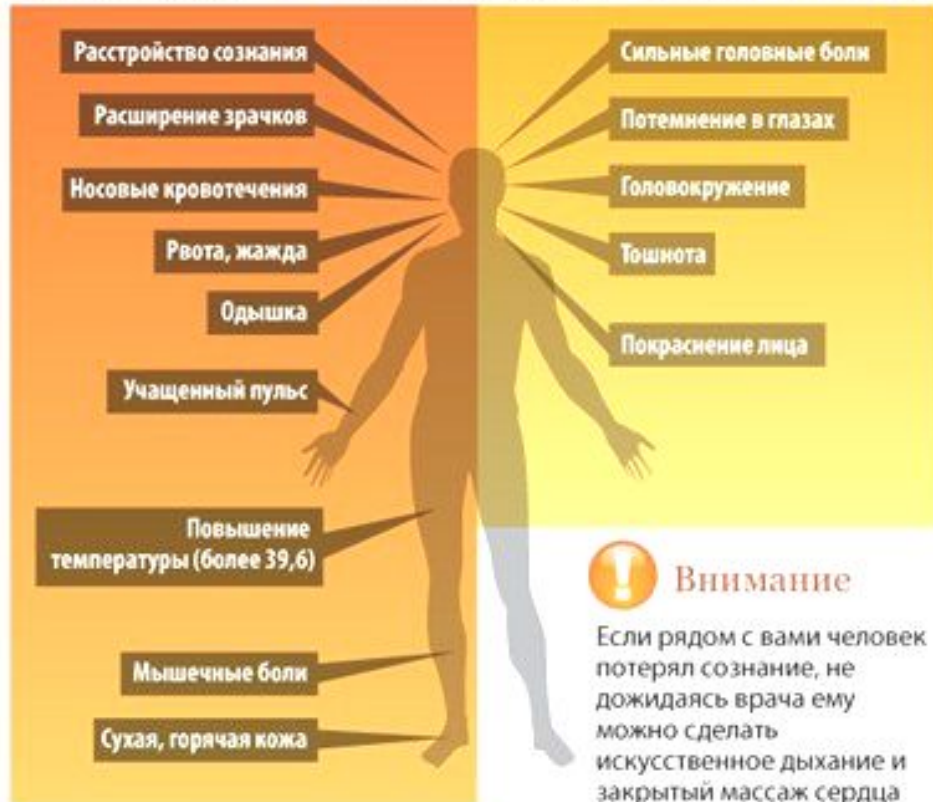 Расстройство сознания
Расширение зрачков
Носовые кровотечения
Рвота, жажда
Одышка
Учащенный пульс
Повышение
температуры (более 39,6)
Мышечные боли
Сухая, горячая кожа
Сильные головные боли
Потемнение в глазах
Головокружение
Тошнота
Покраснение лица
Внимание
Если рядом с вами человек
потерял сознание, не
дожидаясь врача ему
можно сделать
искусственное дыхание и
закрытый массаж сердца